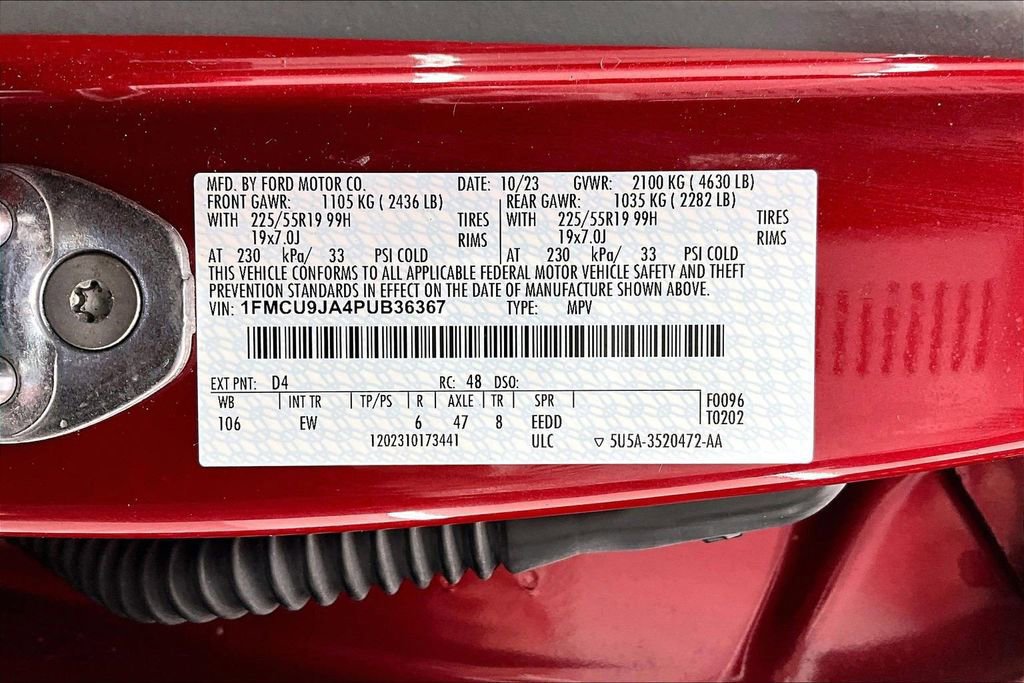 MFD. BY FORD MOTOR CO. DATE: 10/23 GVWR: 2100 KG ( 4630 LB)
FRONT GAWR: 1105 KG ( 2436 LB) REAR GAWR: 1035 KG ( 2282 LB)
WITH 225/55R19 99H TIRES WITH 225/55R19 99H TIRES
19x7.0J RIMS 19x7.0J RIMS
AT 230 kPa/ 33 PSI COLD AT 230 kPa/ 33 PSI COLD
THIS VEHICLE CONFORMS TO ALL APPLICABLE FEDERAL MOTOR VEHICLE SAFETY AND THEFT
PREVENTION STANDARDS IN EFFECT ON THE DATE OF MANUFACTURE SHOWN ABOVE.
VIN: 1FMCU9JA4PUB36367 TYPE: MPV
EXT PNT: D4 RC: 48 DSO:
WB INT TR TP/PS R AXLE TR SPR F0096
106 EW 6 47 8 EEDD T0202
1202310173441 ULC ▽ 5U5A-3520472-AA